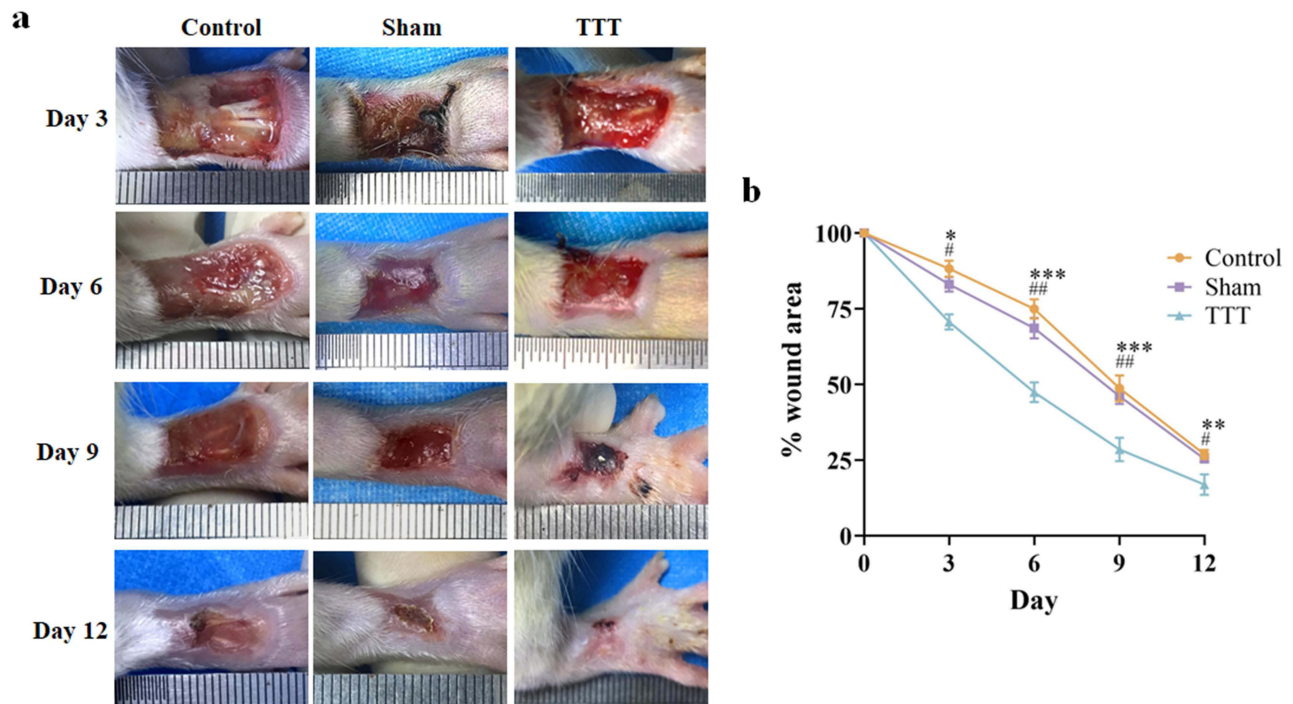 a
Control Sham TTT
Day 3
Day 6
Day 9
Day 12
b
% wound area
100
75
50
25
0
0 3 6 9 12
Day
*
#
***
##
***
##
**
#
Control
Sham
TTT